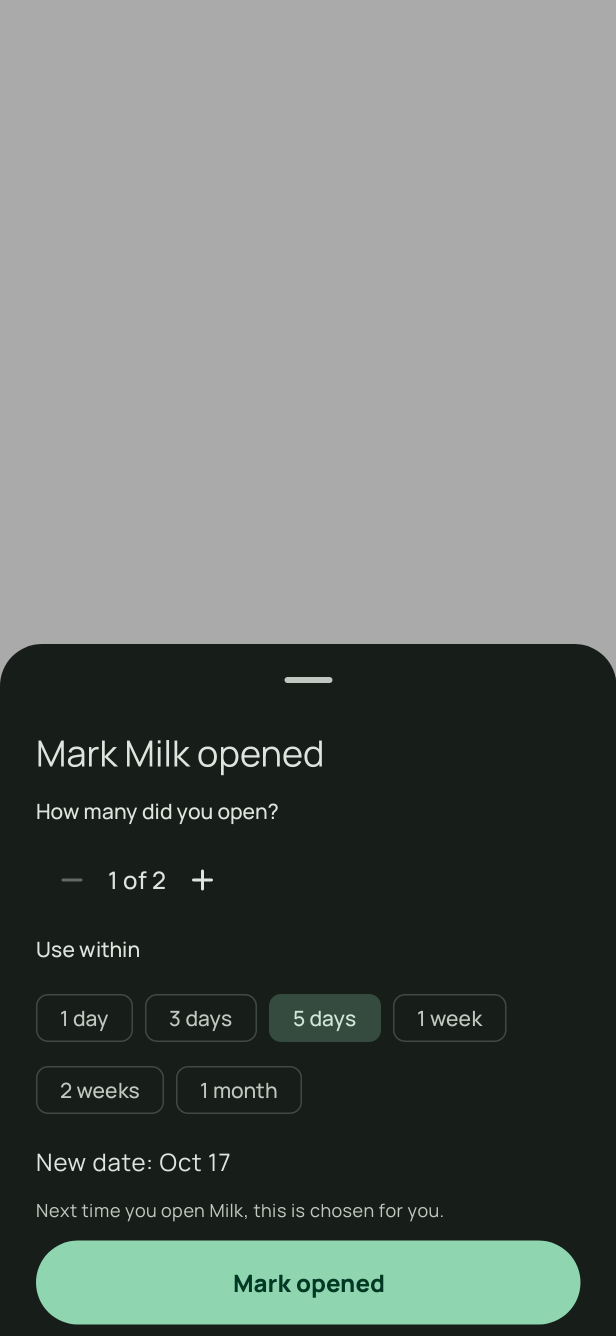 Mark Milk opened
How many did you open?
1 of 2
Use within
1 day 3 days 5 days 1 week
2 weeks 1 month
New date: Oct 17
Next time you open Milk, this is chosen for you.
Mark opened